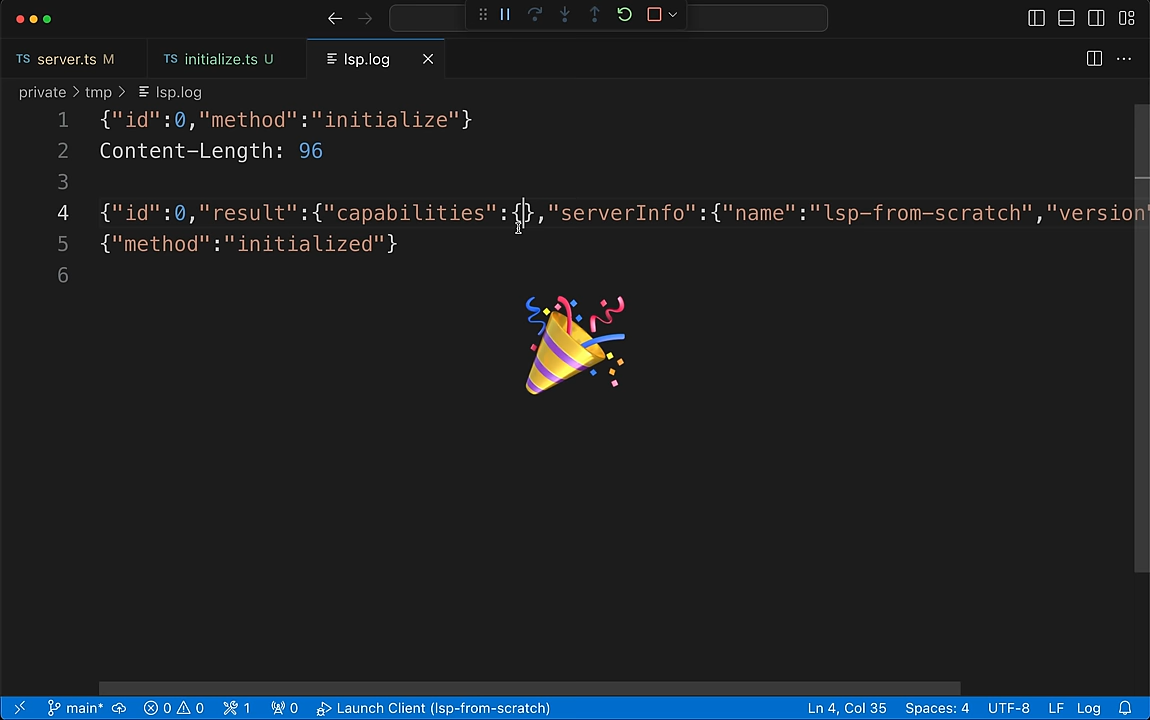 TS server.ts M
TS initialize.ts U
lsp.log
private > tmp > lsp.log
1 {"id":0,"method":"initialize"}
2 Content-Length: 96
3
4 {"id":0,"result":{"capabilities":{},"serverInfo":{"name":"lsp-from-scratch","version"
5 {"method":"initialized"}
6
main* 0 0 1 0 Launch Client (lsp-from-scratch) Ln 4, Col 35 Spaces: 4 UTF-8 LF Log